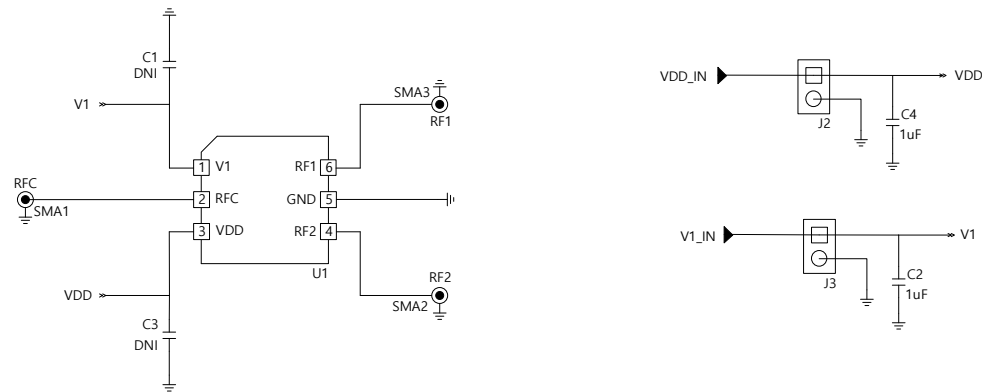 C1
DNI
V1
SMA3
RF1
1 V1
RF1 6
RFC
SMA1
2 RFC
GND 5
3 VDD
RF2 4
U1
VDD
RF2
SMA2
C3
DNI
VDD_IN
VDD
J2
C4
1uF
V1_IN
V1
J3
C2
1uF